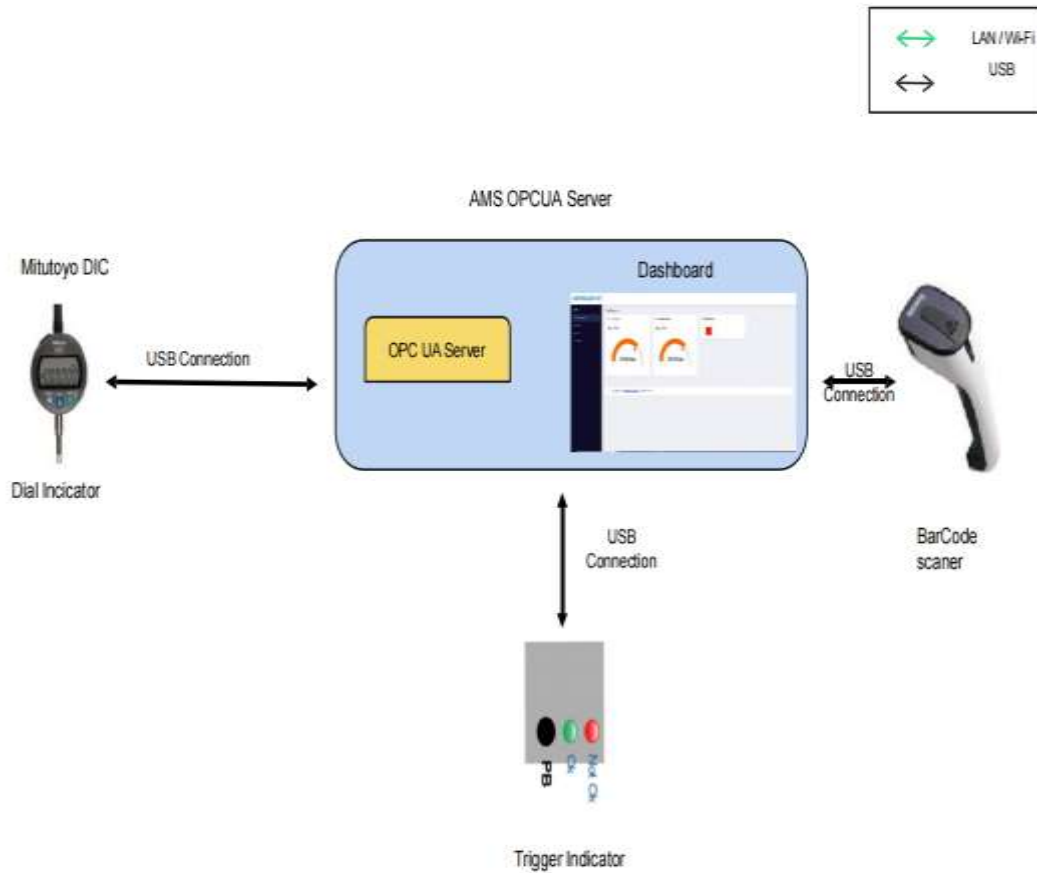 LAN / Wi-Fi
USB
AMS OPCUA Server
Mitutoyo DIC
Dashboard
USB Connection
OPC UA Server
USB
Connection
Dial Incicator
USB
Connection
BarCode
scaner
PB
Ok
Not Ok
Trigger Indicator